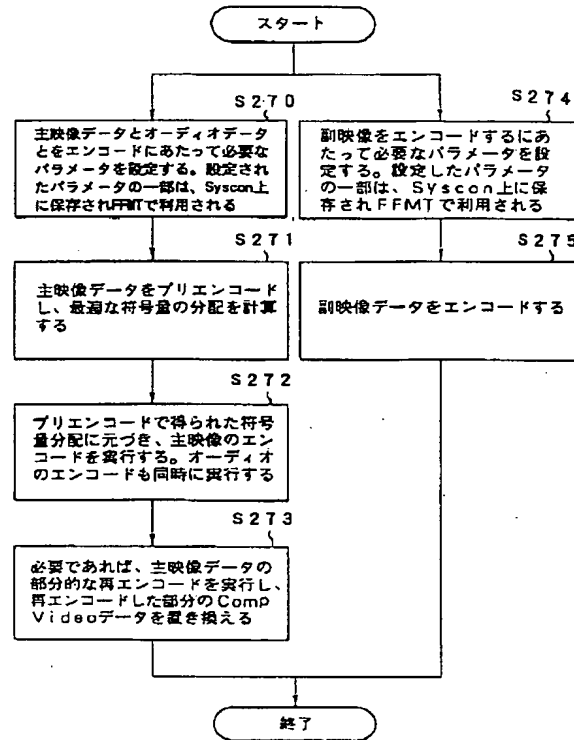 スタート
S270
主映像データとオーディオデータ
とをエンコードにあたって必要な
パラメータを設定する。設定され
たパラメータの一部は、Syscon上
に保存されFFMTで利用される
S271
主映像データをプリエンコード
し、最適な符号量の分配を計算
する
S272
プリエンコードで得られた符号
量分配に元づき、主映像のエン
コードを実行する。オーディオ
のエンコードも同時に実行する
S273
必要であれば、主映像データの
部分的な再エンコードを実行し、
再エンコードした部分のComp
Videoデータを置き換える
S274
副映像をエンコードするにあ
たって必要なパラメータを設
定する。設定したパラメータ
の一部は、Syscon上に保
存されFFMTで利用される
S275
副映像データをエンコードする
終了